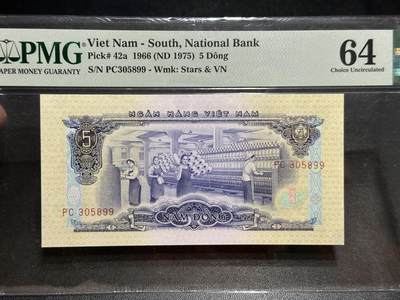 PMG
PAPER MONEY GUARANTY
Viet Nam - South, National Bank
Pick# 42a 1966 (ND 1975) 5 Dông
S/N PC305899 - Wmk: Stars & VN
64
Choice Uncirculated
NGÂN HÀNG VIỆT NAM
5
PC 305899
PC 305899
NĂM ĐỒNG